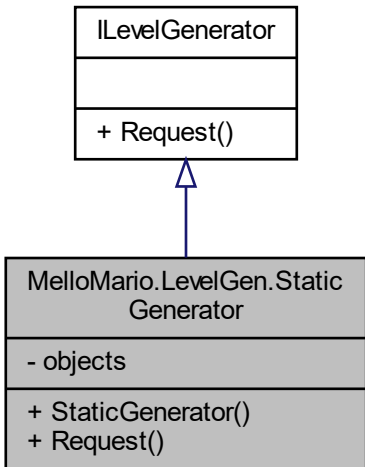 ILevelGenerator
+ Request()
MelloMario.LevelGen.Static
Generator
- objects
+ StaticGenerator()
+ Request()